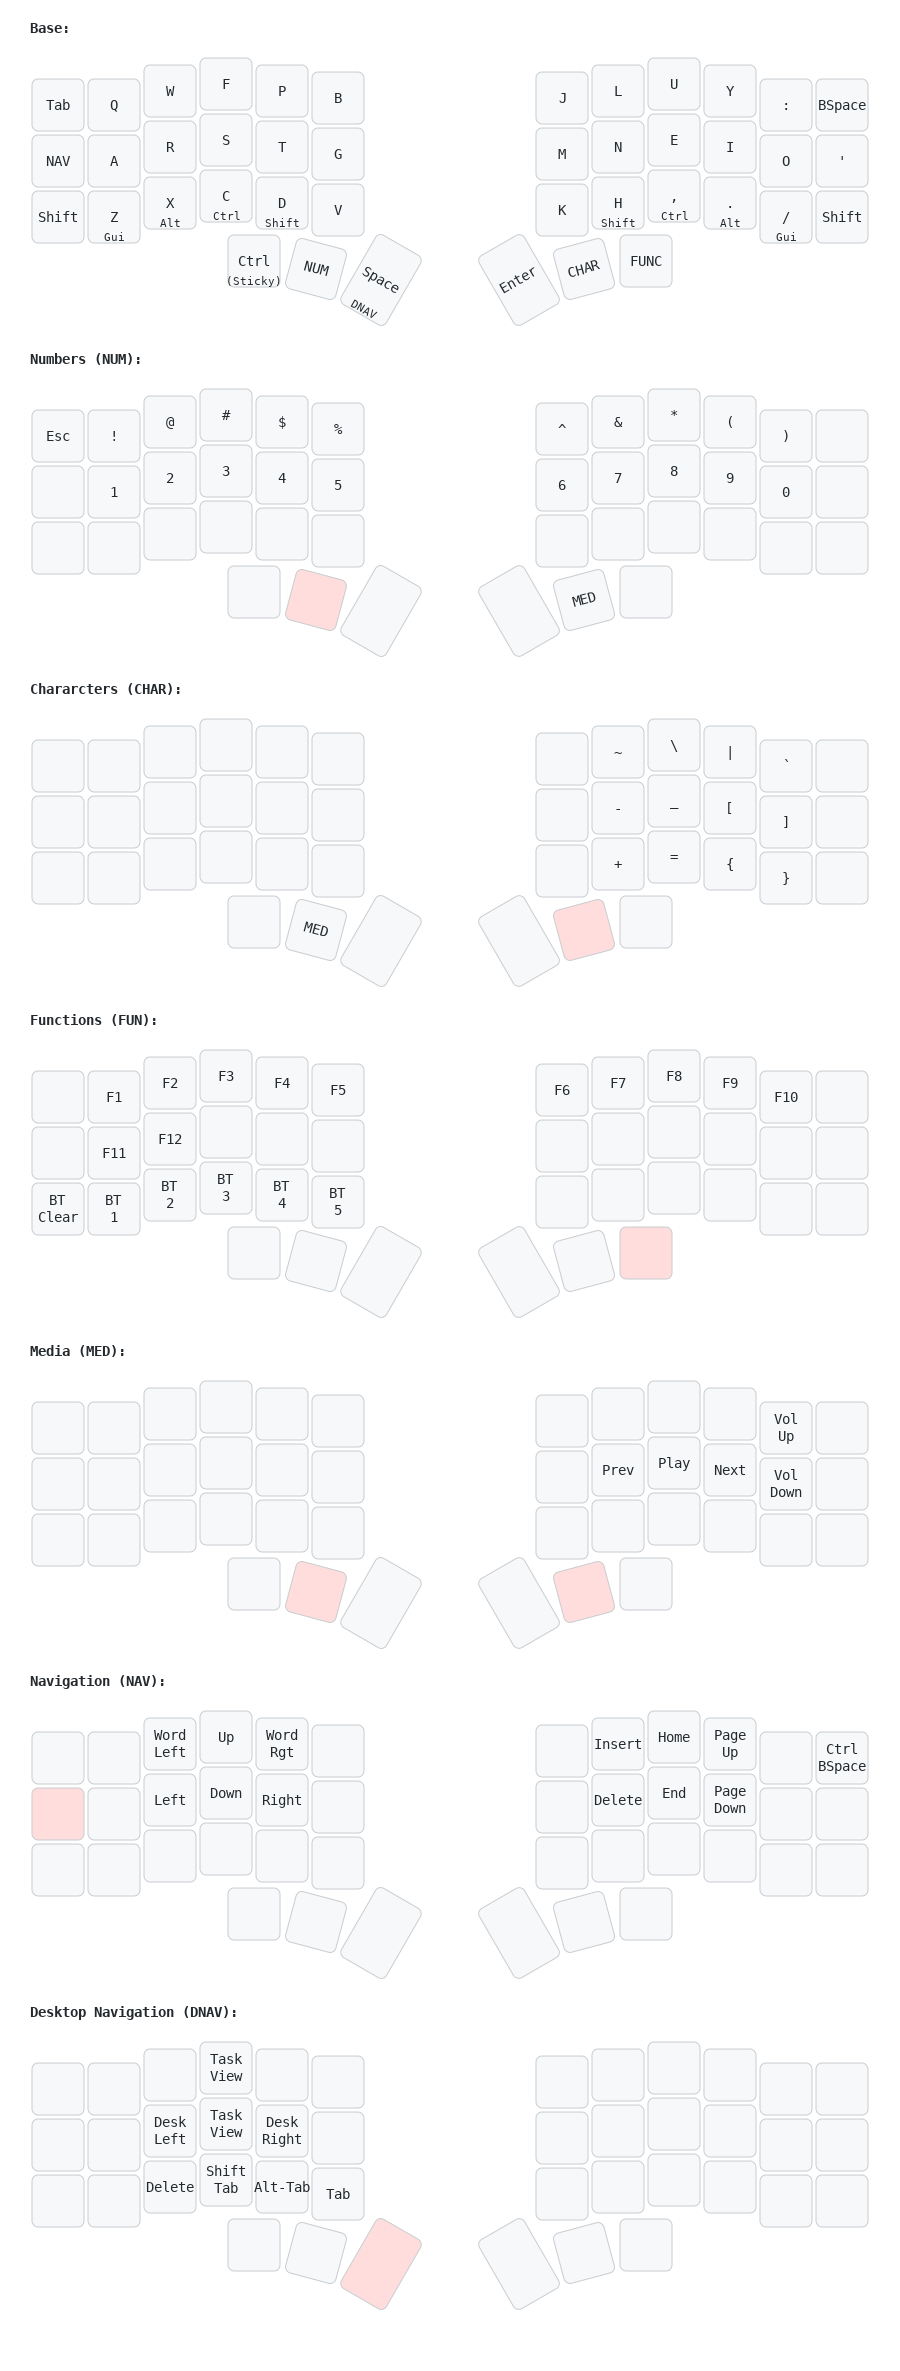 Base:
Tab Q W F P B J L U Y : BSpace
NAV A R S T G M N E I O '
Shift Z X C D V K H , . / Shift
Gui Alt Ctrl Shift Shift Ctrl Alt Gui
Ctrl NUM Space Enter CHAR FUNC
(Sticky) DNAV
Numbers (NUM):
Esc ! @ # $ % ^ & * ( )
1 2 3 4 5 6 7 8 9 0
MED
Chararcters (CHAR):
~ \ | `
- _ [ ]
+ = { }
MED
Functions (FUN):
F1 F2 F3 F4 F5 F6 F7 F8 F9 F10
F11 F12
BT BT BT BT BT BT
Clear 1 2 3 4 5
Media (MED):
Vol
Up
Prev Play Next Vol
Down
Navigation (NAV):
Word Up Word Insert Home Page Ctrl
Left Rgt Up BSpace
Left Down Right Delete End Page
Down
Desktop Navigation (DNAV):
Task
View
Desk Task Desk
Left View Right
Delete Shift Alt-Tab Tab
Tab